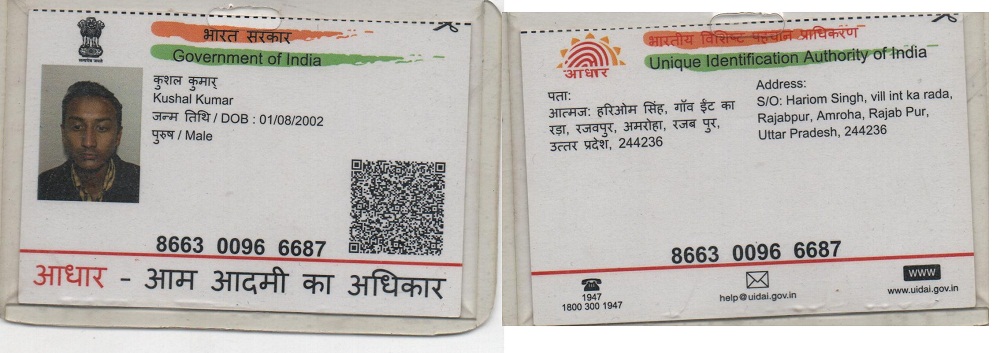 भारत सरकार
Government of India
कुशल कुमार्
Kushal Kumar
जन्म तिथि / DOB : 01/08/2002
पुरुष / Male
8663 0096 6687
आधार - आम आदमी का अधिकार
भारतीय विशिष्ट पहचान प्राधिकरण
Unique Identification Authority of India
आधार
पता:
आत्मज: हरिओम सिंह, गाँव ईंट का
रड़ा, रजवपुर, अमरोहा, रजब पुर,
उत्तर प्रदेश, 244236
Address:
S/O: Hariom Singh, vill int ka rada,
Rajabpur, Amroha, Rajab Pur,
Uttar Pradesh, 244236
8663 0096 6687
1947
1800 300 1947
help@uidai.gov.in
www
www.uidai.gov.in